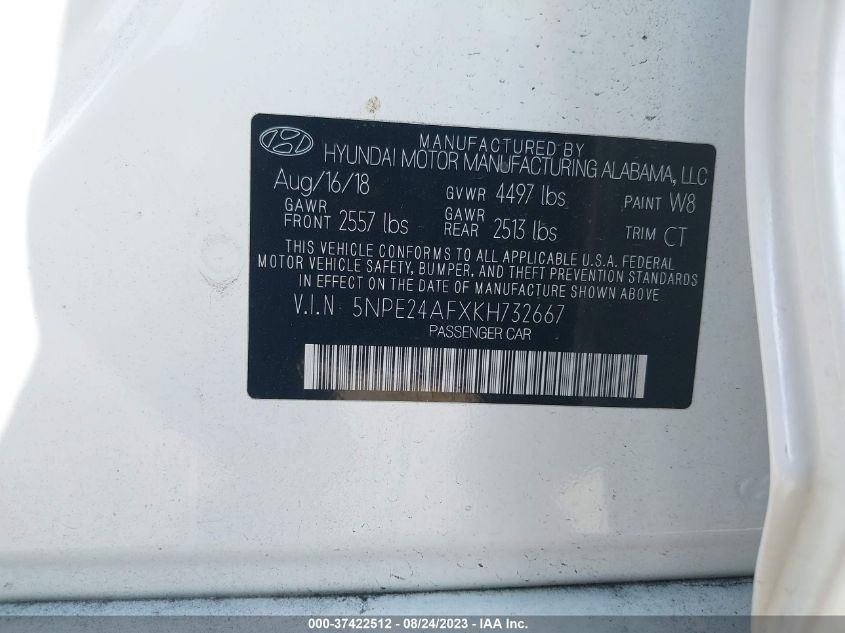 MANUFACTURED BY
HYUNDAI MOTOR MANUFACTURING ALABAMA, LLC
Aug/16/18 GVWR 4497 lbs PAINT W8
GAWR FRONT 2557 lbs GAWR REAR 2513 lbs TRIM CT
THIS VEHICLE CONFORMS TO ALL APPLICABLE U.S.A. FEDERAL
MOTOR VEHICLE SAFETY, BUMPER, AND THEFT PREVENTION STANDARDS
IN EFFECT ON THE DATE OF MANUFACTURE SHOWN ABOVE
V.I.N 5NPE24AFXKH732667
PASSENGER CAR
000-37422512 - 08/24/2023 - IAA Inc.